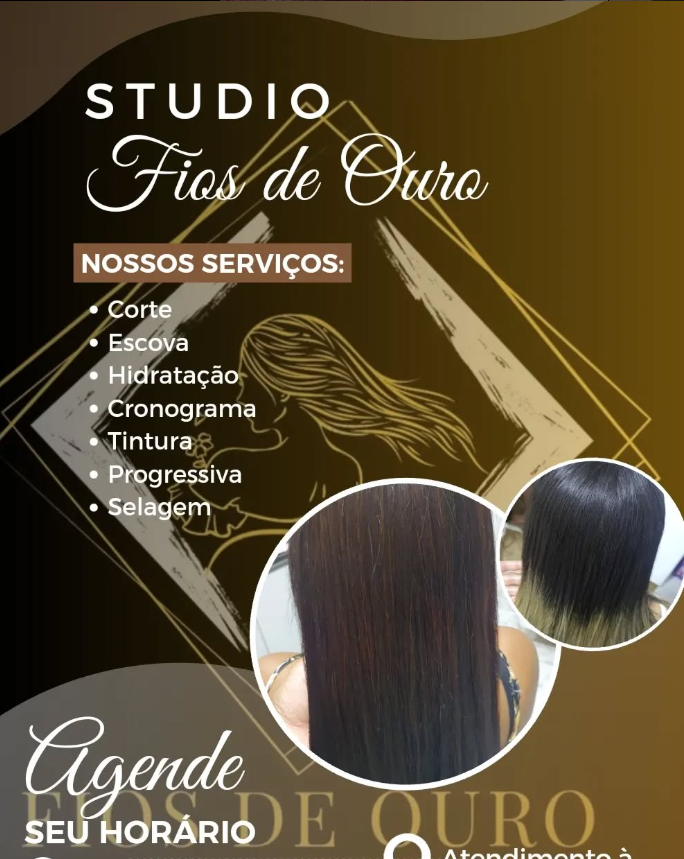 STUDIO
Fios de Ouro
NOSSOS SERVIÇOS:
• Corte
• Escova
• Hidratação
• Cronograma
• Tintura
• Progressiva
• Selagem
Agende
FIOS DE OURO
SEU HORÁRIO
Atendimento à